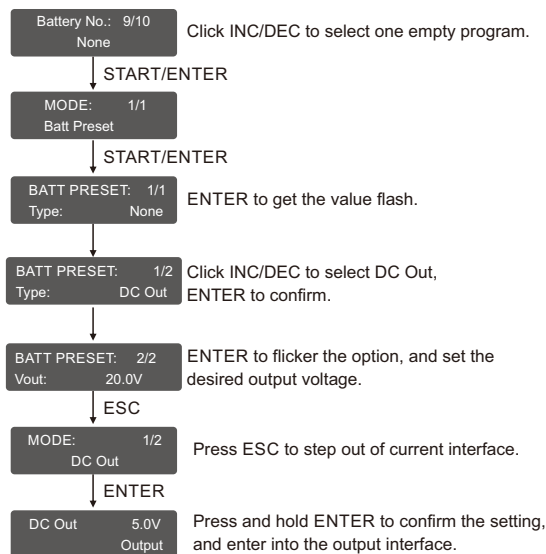 Battery No.: 9/10
None
Click INC/DEC to select one empty program.
START/ENTER
MODE: 1/1
Batt Preset
START/ENTER
BATT PRESET: 1/1
Type: None
ENTER to get the value flash.
BATT PRESET: 1/2
Type: DC Out
Click INC/DEC to select DC Out,
ENTER to confirm.
BATT PRESET: 2/2
Vout: 20.0V
ENTER to flicker the option, and set the
desired output voltage.
ESC
MODE: 1/2
DC Out
Press ESC to step out of current interface.
ENTER
DC Out 5.0V
Output
Press and hold ENTER to confirm the setting,
and enter into the output interface.